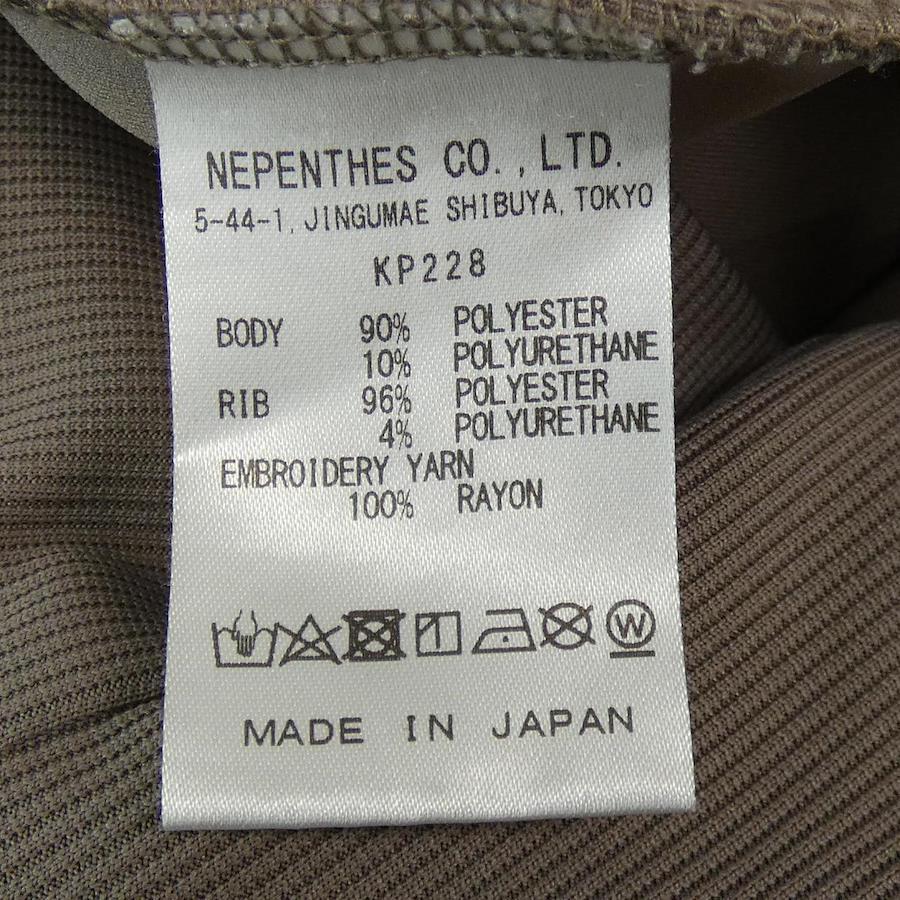 NEPENTHES CO., LTD.
5-44-1, JINGUMAE SHIBUYA, TOKYO
KP228
BODY 90% POLYESTER
10% POLYURETHANE
RIB 96% POLYESTER
4% POLYURETHANE
EMBROIDERY YARN
100% RAYON
W
MADE IN JAPAN